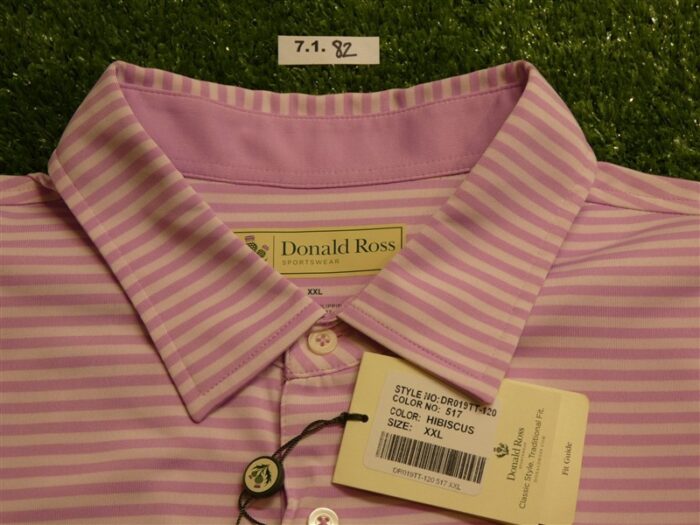 7.1. 82
Donald Ross
SPORTSWEAR
XXL
STYLE NO: DR019TT-120
COLOR NO: 517
COLOR: HIBISCUS
SIZE: XXL
DR019TT-120 517 XXL
Donald Ross
SPORTSWEAR
Classic Style. Traditional Fit.
Fit Guide